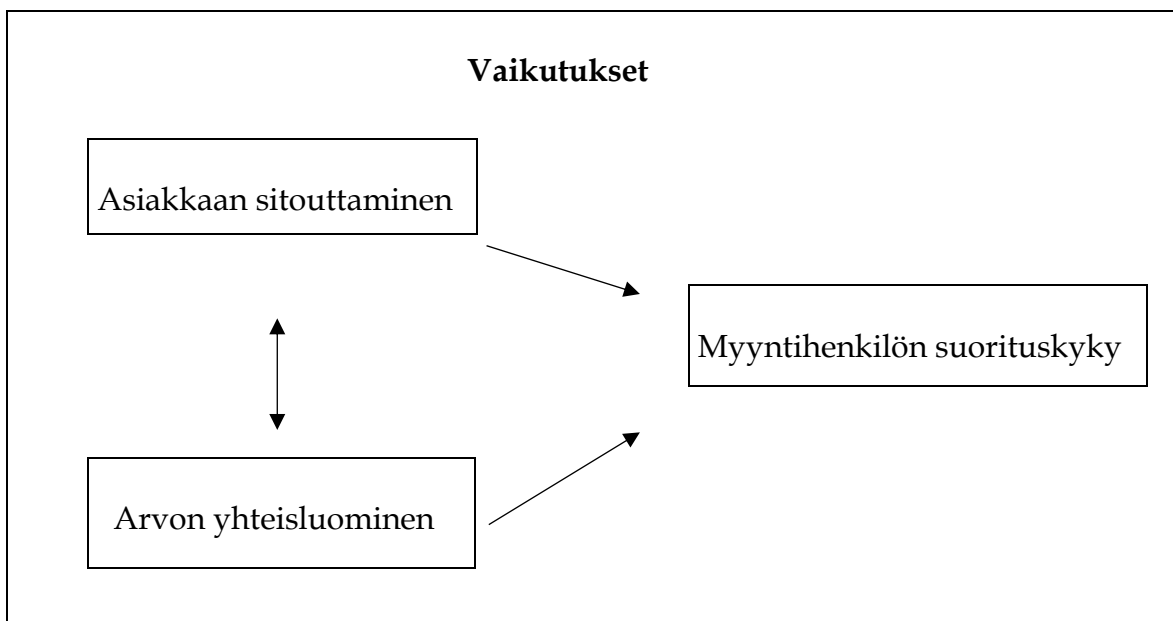 Vaikutukset
Asiakkaan sitouttaminen
Myyntihenkilön suorituskyky
Arvon yhteisluominen